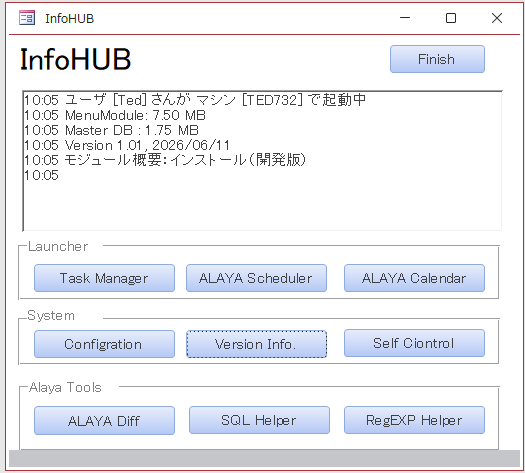 InfoHUB
InfoHUB
Finish
10:05 ユーザ [Ted] さんが マシン [TED732] で起動中
10:05 MenuModule: 7.50 MB
10:05 Master DB : 1.75 MB
10:05 Version 1.01, 2026/06/11
10:05 モジュール概要：インストール（開発版）
10:05
Launcher
Task Manager
ALAYA Scheduler
ALAYA Calendar
System
Configration
Version Info.
Self Ciontrol
Alaya Tools
ALAYA Diff
SQL Helper
RegEXP Helper